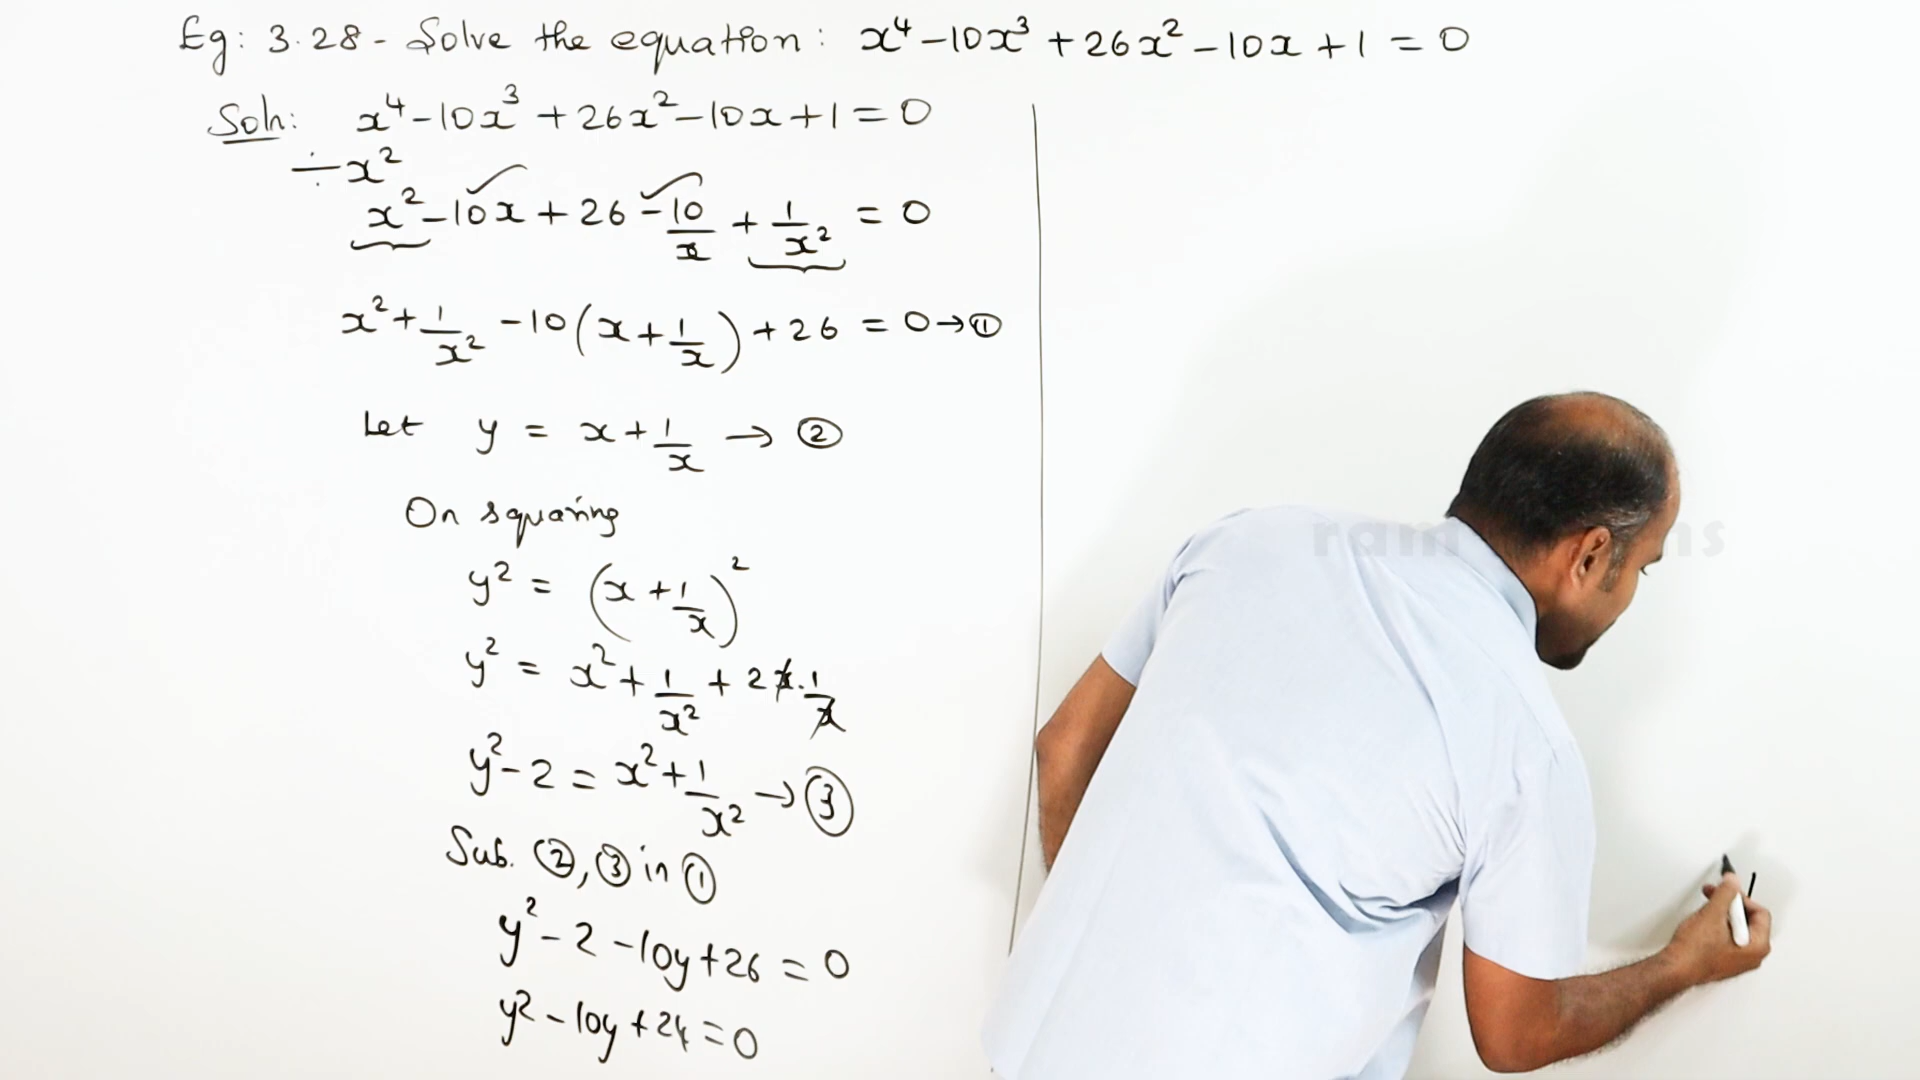 Eg: 3.28 - Solve the equation: x⁴ - 10x³ + 26x² - 10x + 1 = 0
Soln: x⁴ - 10x³ + 26x² - 10x + 1 = 0
÷ x²
x² - 10x + 26 - 10/x + 1/x² = 0
x² + 1/x² - 10(x + 1/x) + 26 = 0 → ①
Let y = x + 1/x → ②
On squaring
y² = (x + 1/x)²
y² = x² + 1/x² + 2x · 1/x
y² - 2 = x² + 1/x² → ③
Sub. ②, ③ in ①
y² - 2 - 10y + 26 = 0
y² - 10y + 24 = 0